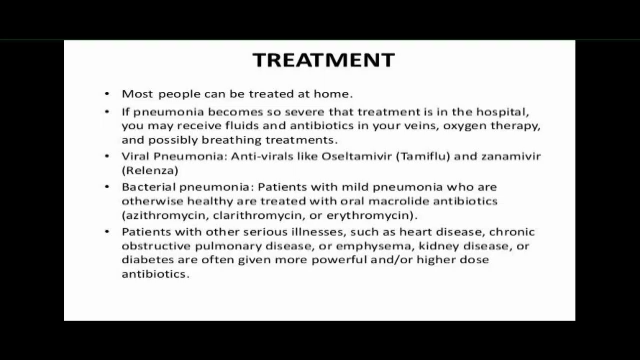 TREATMENT
• Most people can be treated at home.
• If pneumonia becomes so severe that treatment is in the hospital,
you may receive fluids and antibiotics in your veins, oxygen therapy,
and possibly breathing treatments.
• Viral Pneumonia: Anti-virals like Oseltamivir (Tamiflu) and zanamivir
(Relenza)
• Bacterial pneumonia: Patients with mild pneumonia who are
otherwise healthy are treated with oral macrolide antibiotics
(azithromycin, clarithromycin, or erythromycin).
• Patients with other serious illnesses, such as heart disease, chronic
obstructive pulmonary disease, or emphysema, kidney disease, or
diabetes are often given more powerful and/or higher dose
antibiotics.